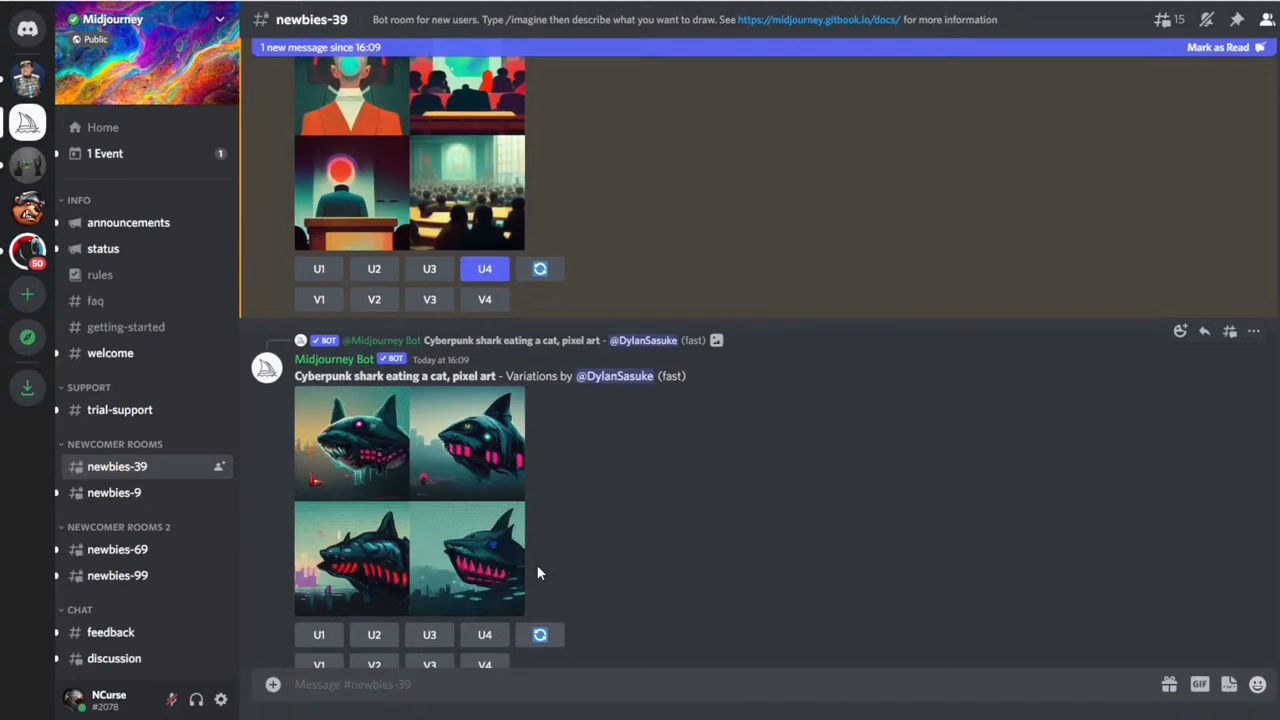 Midjourney
Public
newbies-39
Bot room for new users. Type /imagine then describe what you want to draw. See https://midjourney.gitbook.io/docs/ for more information
15
1 new message since 16:09
Mark as Read
Home
1 Event
1
INFO
announcements
status
rules
faq
getting-started
welcome
SUPPORT
trial-support
NEWCOMER ROOMS
newbies-39
newbies-9
NEWCOMER ROOMS 2
newbies-69
newbies-99
CHAT
feedback
discussion
NCurse
#2078
50
U1 U2 U3 U4
V1 V2 V3 V4
BOT @Midjourney Bot Cyberpunk shark eating a cat, pixel art - @DylanSasuke (fast)
Midjourney Bot BOT Today at 16:09
Cyberpunk shark eating a cat, pixel art - Variations by @DylanSasuke (fast)
U1 U2 U3 U4
V1 V2 V3 V4
Message #newbies-39
GIF